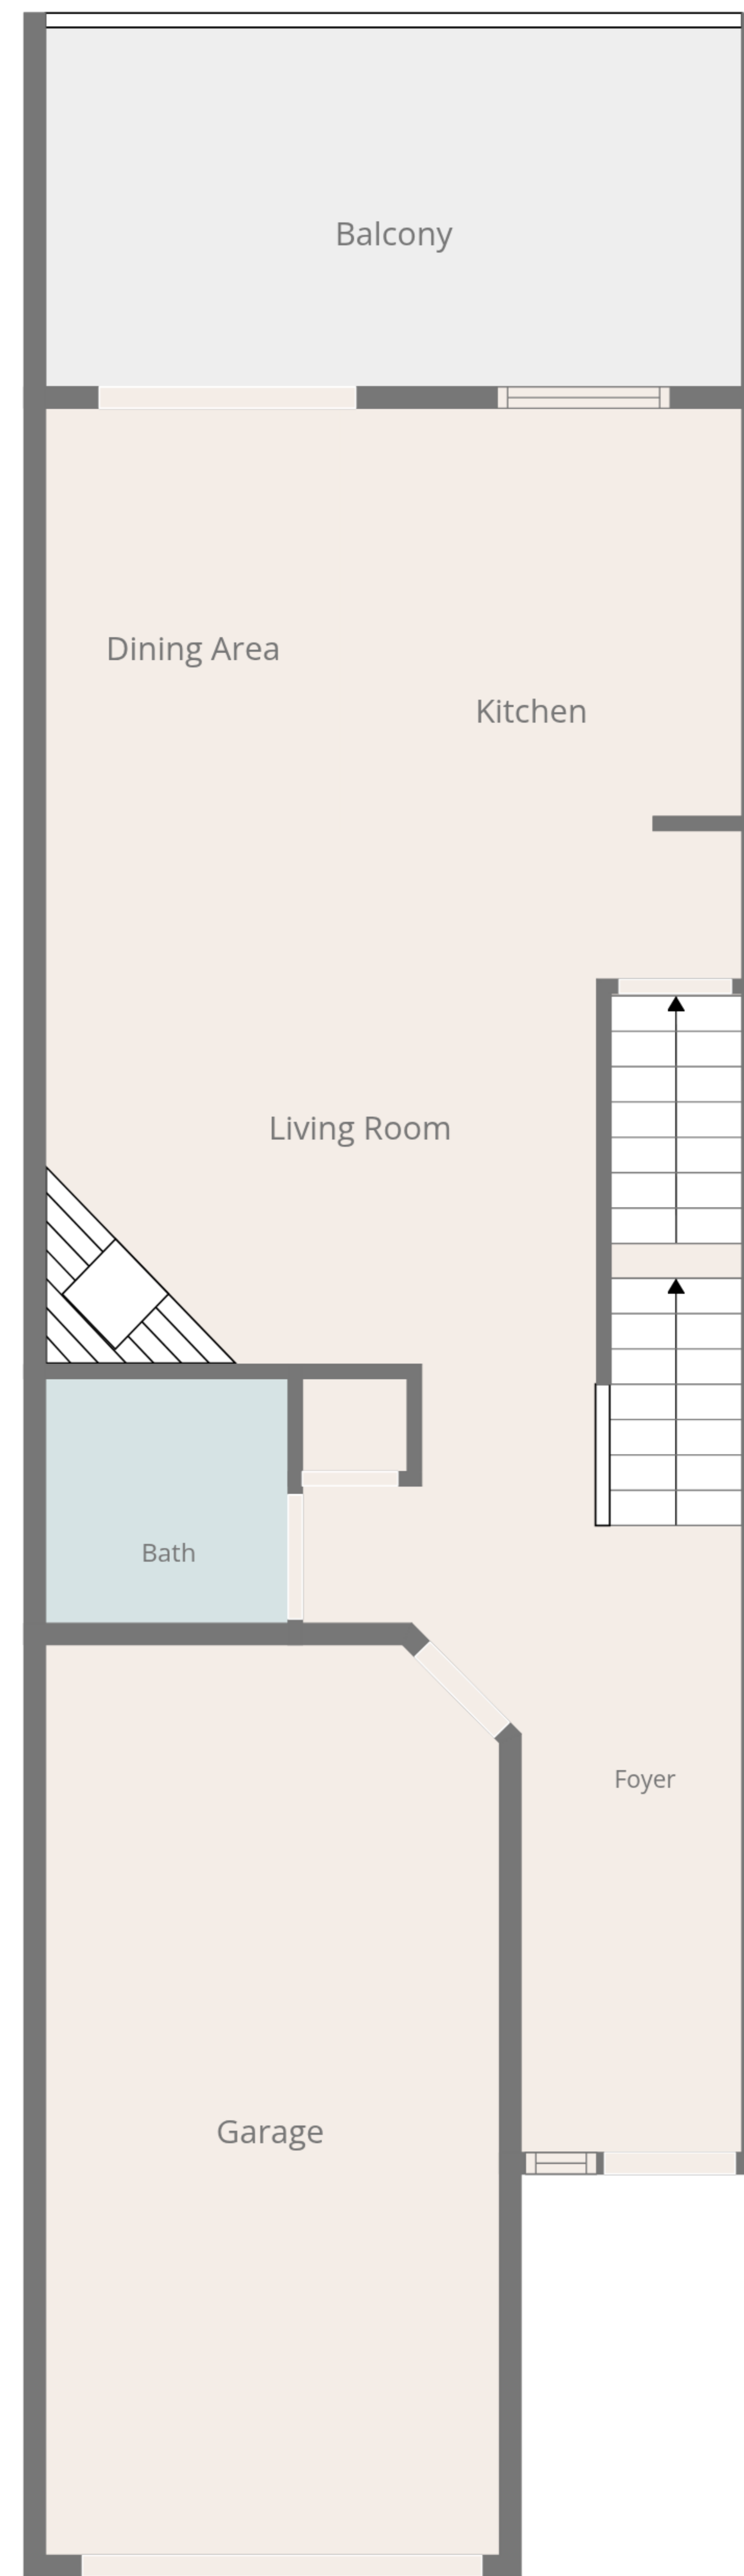 Balcony
Dining Area
Kitchen
Living Room
Bath
Foyer
Garage